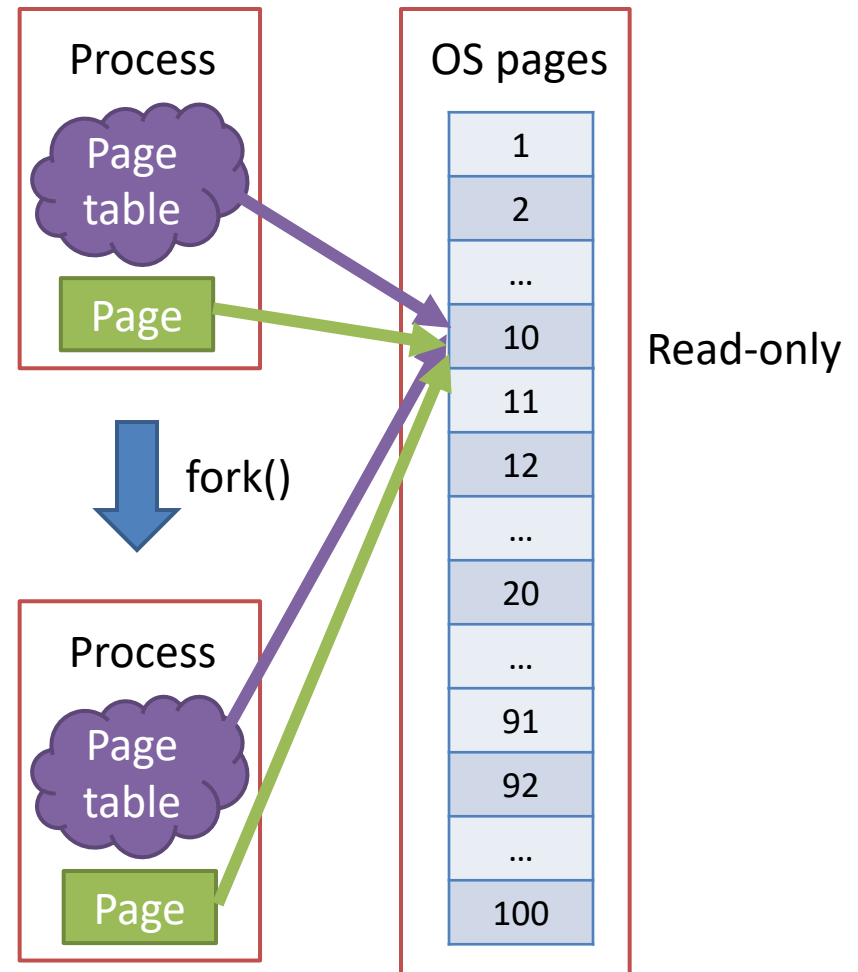 Process
Page
table
Page
fork()
Process
Page
table
Page
OS pages
1
2
…
10
11
12
…
20
…
91
92
…
100
Read-only